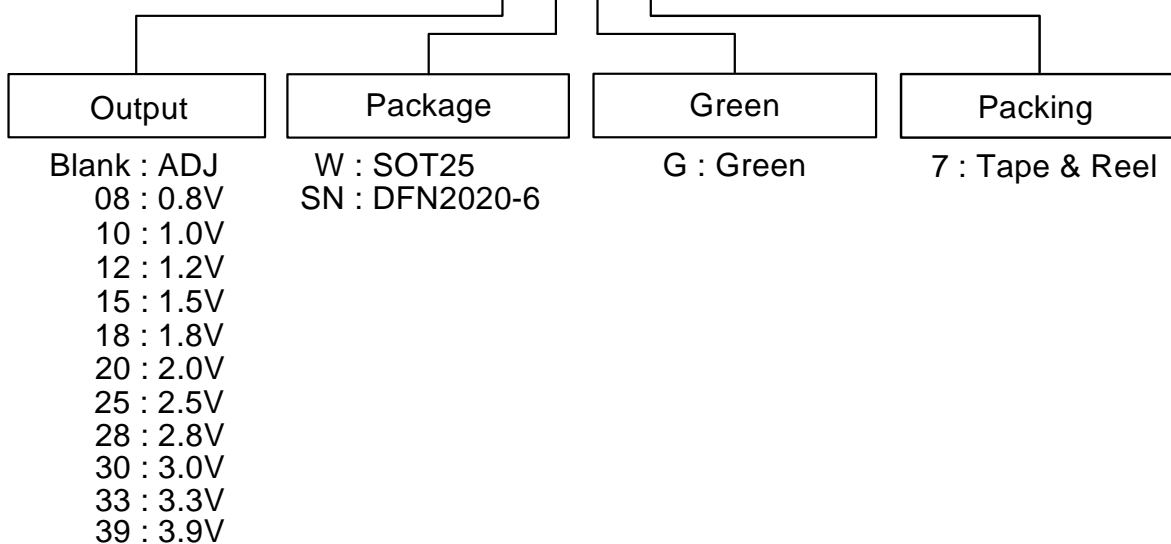 Output
Package
Green
Packing
Blank : ADJ
08 : 0.8V
10 : 1.0V
12 : 1.2V
15 : 1.5V
18 : 1.8V
20 : 2.0V
25 : 2.5V
28 : 2.8V
30 : 3.0V
33 : 3.3V
39 : 3.9V
W : SOT25
SN : DFN2020-6
G : Green
7 : Tape & Reel